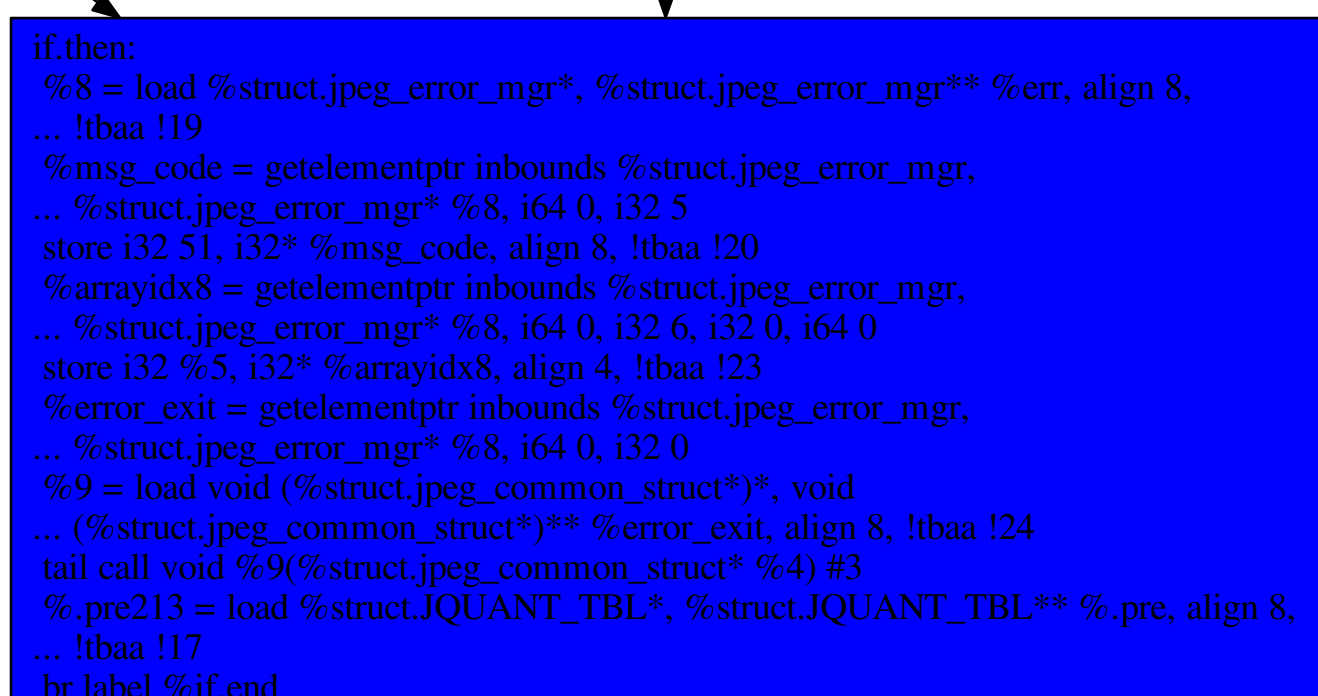 if.then:
%8 = load %struct.jpeg_error_mgr*, %struct.jpeg_error_mgr** %err, align 8,
... !tbaa !19
%msg_code = getelementptr inbounds %struct.jpeg_error_mgr,
... %struct.jpeg_error_mgr* %8, i64 0, i32 5
store i32 51, i32* %msg_code, align 8, !tbaa !20
%arrayidx8 = getelementptr inbounds %struct.jpeg_error_mgr,
... %struct.jpeg_error_mgr* %8, i64 0, i32 6, i32 0, i64 0
store i32 %5, i32* %arrayidx8, align 4, !tbaa !23
%error_exit = getelementptr inbounds %struct.jpeg_error_mgr,
... %struct.jpeg_error_mgr* %8, i64 0, i32 0
%9 = load void (%struct.jpeg_common_struct*)*, void
... (%struct.jpeg_common_struct*)** %error_exit, align 8, !tbaa !24
tail call void %9(%struct.jpeg_common_struct* %4) #3
%.pre213 = load %struct.JQUANT_TBL*, %struct.JQUANT_TBL** %.pre, align 8,
... !tbaa !17
br label %if.end